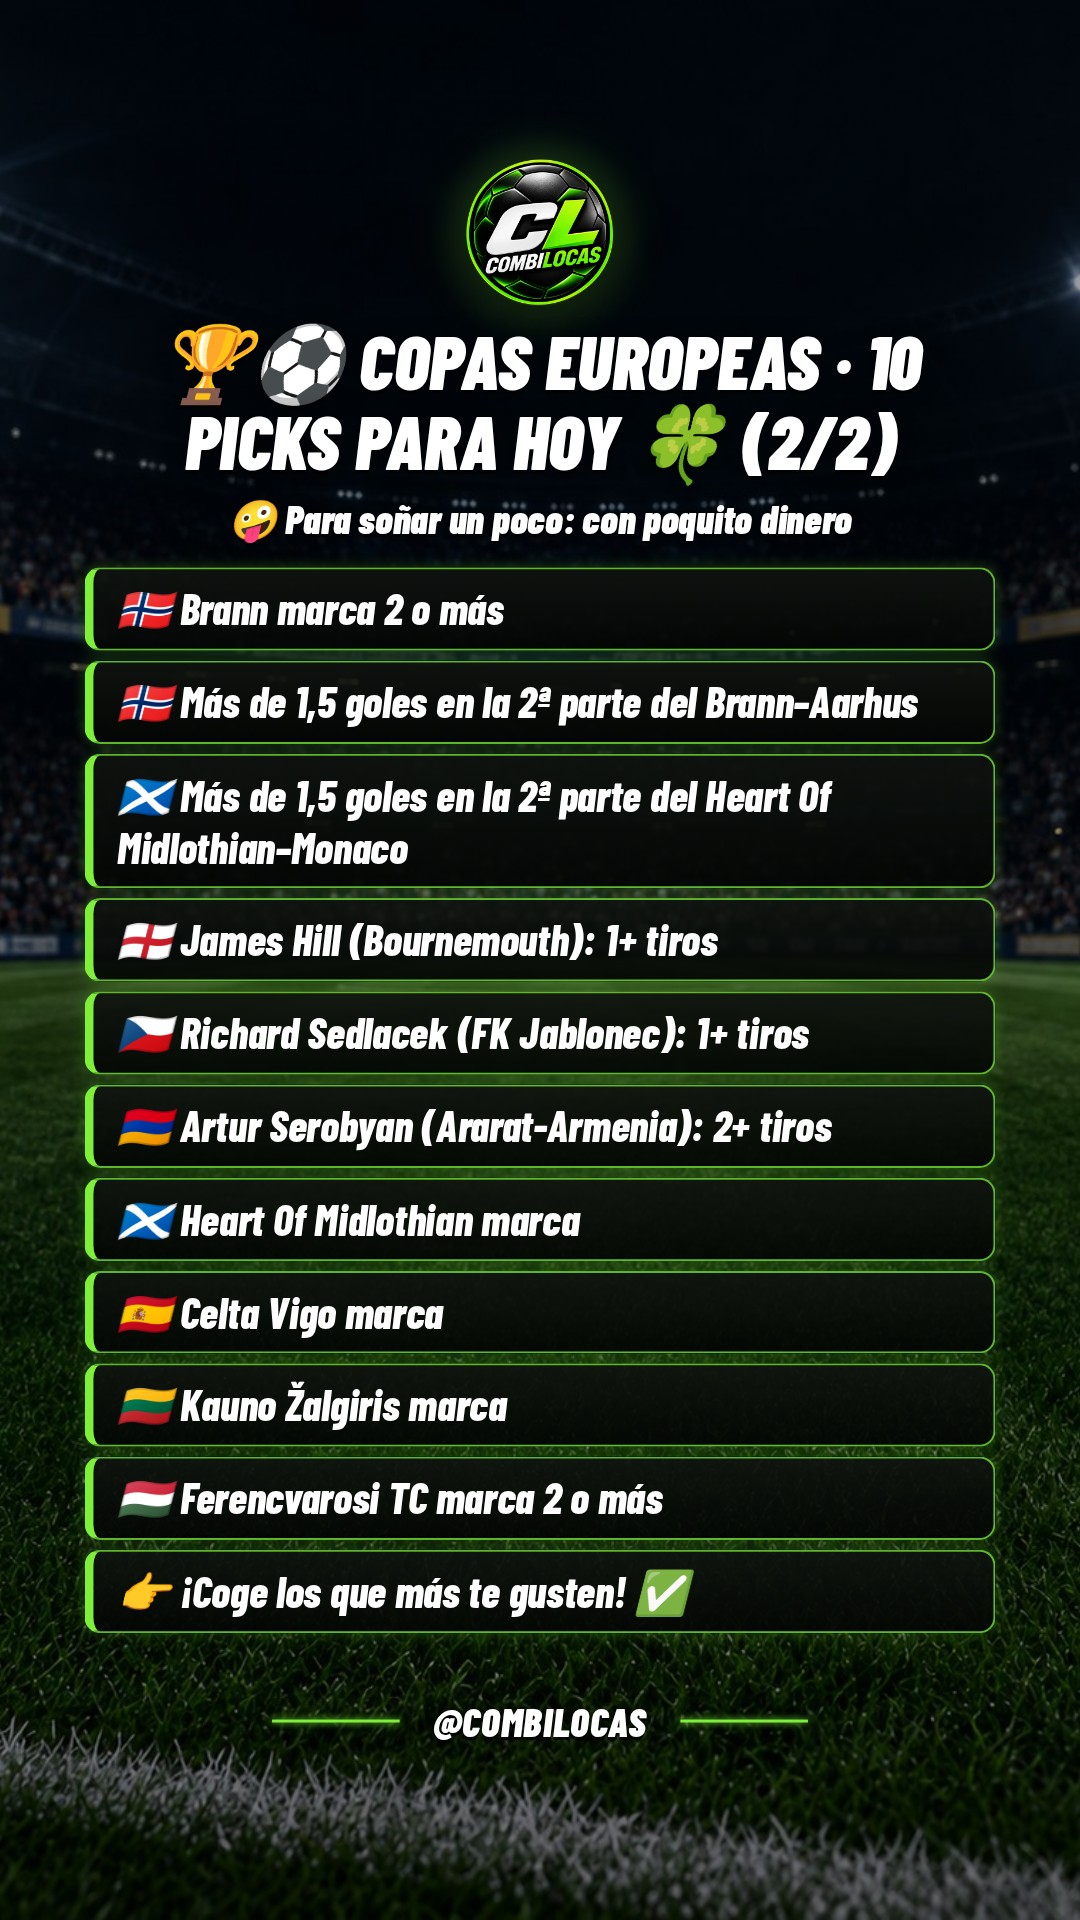 CL
COMBILOCAS
🏆⚽ COPAS EUROPEAS · 10
PICKS PARA HOY 🍀 (2/2)
🤪 Para soñar un poco: con poquito dinero
🇳🇴 Brann marca 2 o más
🇳🇴 Más de 1,5 goles en la 2ª parte del Brann-Aarhus
🏴󠁧󠁢󠁳󠁣󠁴󠁿 Más de 1,5 goles en la 2ª parte del Heart Of
Midlothian-Monaco
🏴󠁧󠁢󠁥󠁮󠁧󠁿 James Hill (Bournemouth): 1+ tiros
🇨🇿 Richard Sedlacek (FK Jablonec): 1+ tiros
🇦🇲 Artur Serobyan (Ararat-Armenia): 2+ tiros
🏴󠁧󠁢󠁳󠁣󠁴󠁿 Heart Of Midlothian marca
🇪🇸 Celta Vigo marca
🇱🇹 Kauno Žalgiris marca
🇭🇺 Ferencvarosi TC marca 2 o más
👉 ¡Coge los que más te gusten! ✅
@COMBILOCAS